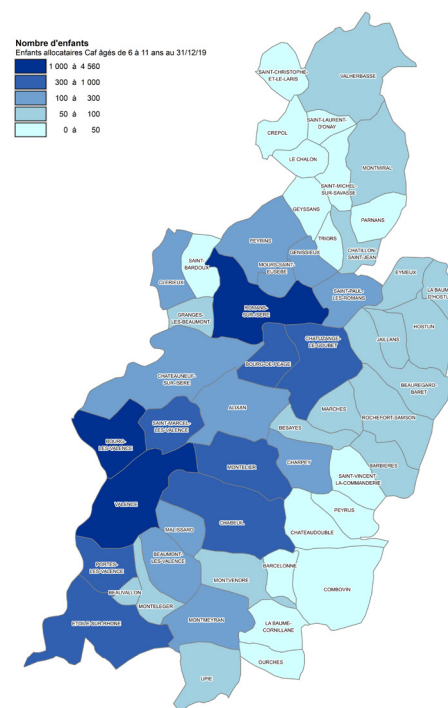 Nombre d'enfants
Enfants allocataires Caf âgés de 6 à 11 ans au 31/12/19
1 000 à 4 560
300 à 1 000
100 à 300
50 à 100
0 à 50
SAINT-CHRISTOPHE-
ET-LE-LARIS
VALHERBASSE
SAINT-LAURENT-
D'ONAY
CREPOL
LE CHALON
MONTMIRAL
SAINT-MICHEL-
SUR-SAVASSE
GEYSSANS
PARNANS
TRIORS
PEYRINS
GENISSIEUX
CHATILLON-
SAINT-JEAN
MOURS-SAINT-
EUSEBE
SAINT-
BARDOUX
EYMEUX
CLERIEUX
SAINT-PAUL-
LES-ROMANS
LA BAUME-
D'HOSTUN
GRANGES-
LES-BEAUMONT
ROMANS-
SUR-ISERE
HOSTUN
CHATUZANGE-
LE-GOUBET
JAILLANS
BOURG-DE-PEAGE
CHATEAUNEUF-
SUR-ISERE
BEAUREGARD-
BARET
ALIXAN
MARCHES
ROCHEFORT-SAMSON
SAINT-MARCEL-
LES-VALENCE
BESAYES
BOURG-
LES-VALENCE
CHARPEY
BARBIERES
MONTELIER
SAINT-VINCENT-
LA-COMMANDERIE
VALENCE
PEYRUS
CHABEUIL
MALISSARD
CHATEAUDOUBLE
BEAUMONT-
LES-VALENCE
PORTES-
LES-VALENCE
BARCELONNE
MONTVENDRE
COMBOVIN
BEAUVALLON
MONTELEGER
ETOILE-SUR-RHONE
MONTMEYRAN
LA BAUME-
CORNILLANE
OURCHES
UPIE